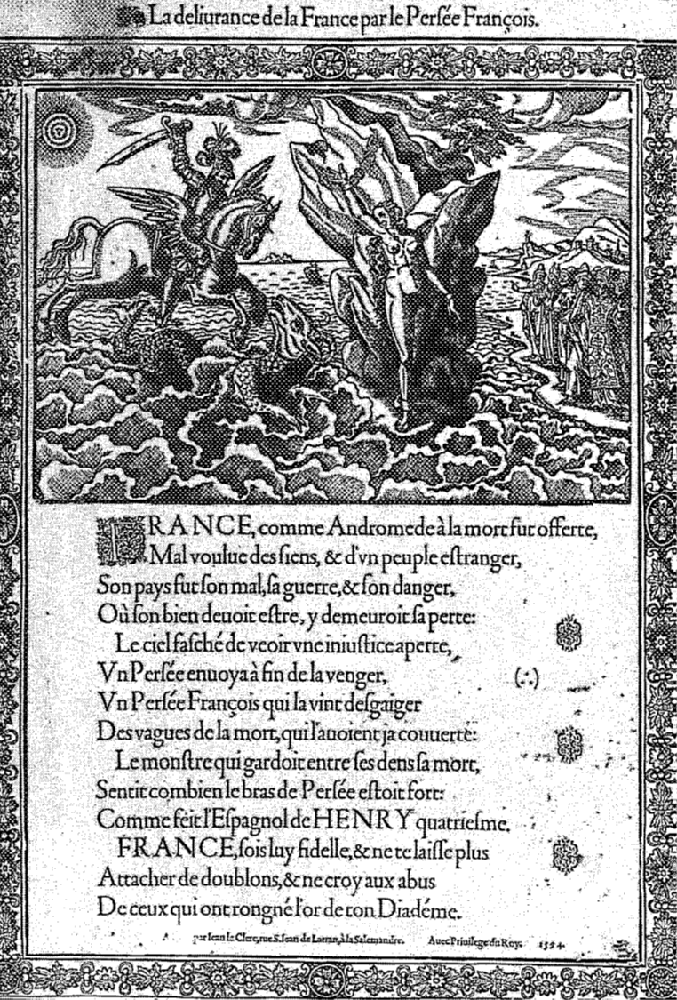 La deliurance de la France par le Perſée François.
FRANCE, comme Andromede à la mort fut offerte,
Mal voulue des ſiens, & d'vn peuple eſtranger,
Son pays fut ſon mal, ſa guerre, & ſon danger,
Où ſon bien deuoit eſtre, y demeuroit ſa perte:
Le ciel faſché de veoir vne iniuſtice aperte,
Vn Perſée enuoya à fin de la venger,
Vn Perſée François qui la vint deſgaiger
Des vagues de la mort, qui l'auoient ja couuerte:
Le monſtre qui gardoit entre ſes dens ſa mort,
Sentit combien le bras de Perſée eſtoit fort:
Comme feit l'Eſpagnol de HENRY quatrieſme.
FRANCE, ſois luy fidelle, & ne te laiſſe plus
Attacher de doublons, & ne croy aux abus
De ceux qui ont rongné l'or de ton Diadéme.
par Iean le Clerc, rue S. Iean de Latran, à la Salemandre. Auec Priuilege du Roy. 1594.